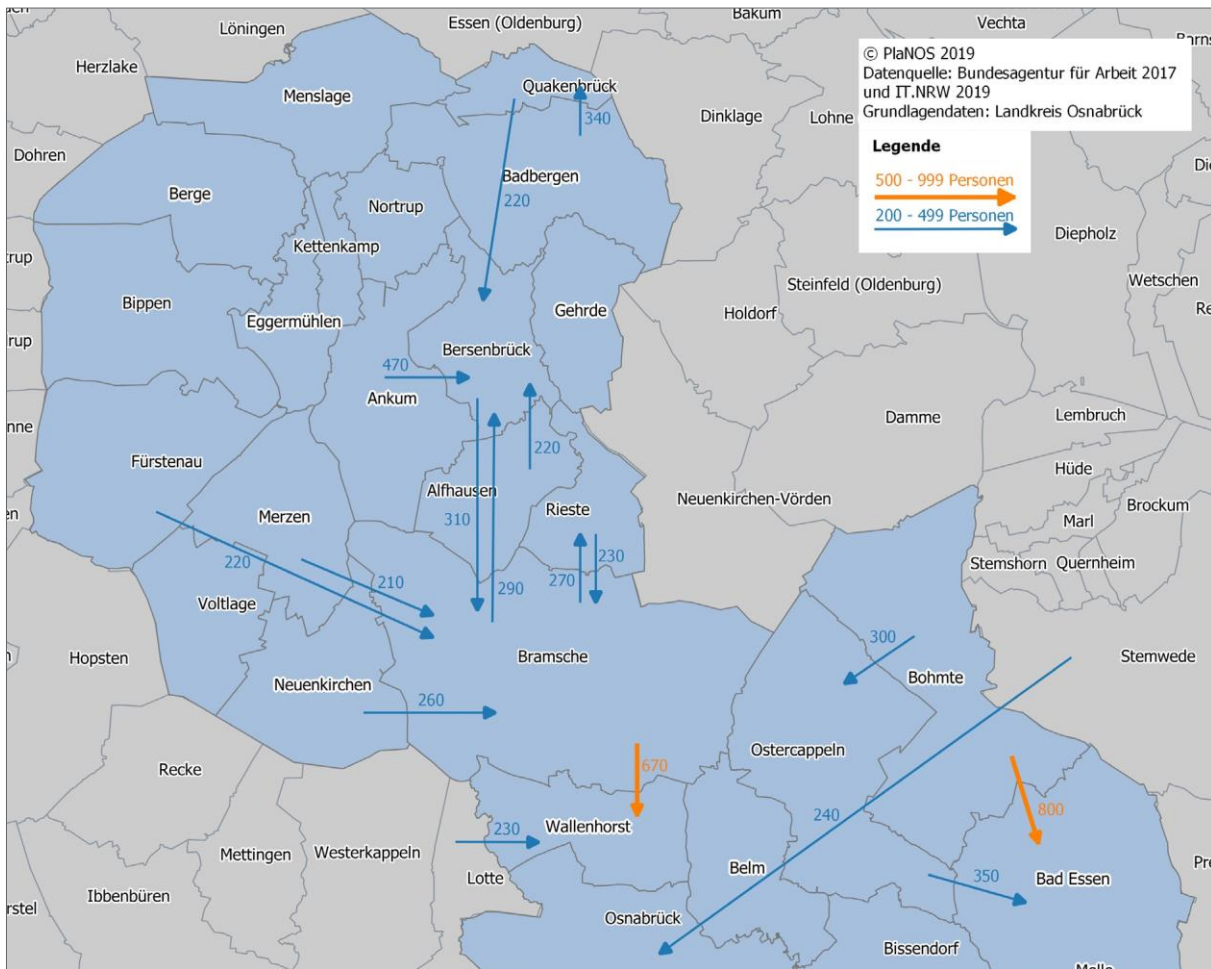 Essen (Oldenburg)
Bakum
Löningen
Vechta
Herzlake
Quakenbrück
Menslage
340
Dinklage
Lohne
© PlaNOS 2019
Datenquelle: Bundesagentur für Arbeit 2017
und IT.NRW 2019
Grundlagendaten: Landkreis Osnabrück
Legende
500 - 999 Personen
200 - 499 Personen
Dohren
Berge
Badbergen
Nortrup
220
Kettenkamp
Diepholz
Bippen
Eggermühlen
Gehrde
Steinfeld (Oldenburg)
Wetschen
Holdorf
Bersenbrück
470
Ankum
Damme
Lembruch
220
Fürstenau
Hüde
Alfhausen
Neuenkirchen-Vörden
Brockum
Rieste
Merzen
310
Marl
220
210
290
270
230
Stemshorn
Quernheim
Voltlage
300
Hopsten
Bramsche
Stemwede
Neuenkirchen
Bohmte
260
Ostercappeln
Recke
670
800
240
Wallenhorst
230
Mettingen
Westerkappeln
Belm
Lotte
350
Bad Essen
Ibbenbüren
Osnabrück
Bissendorf